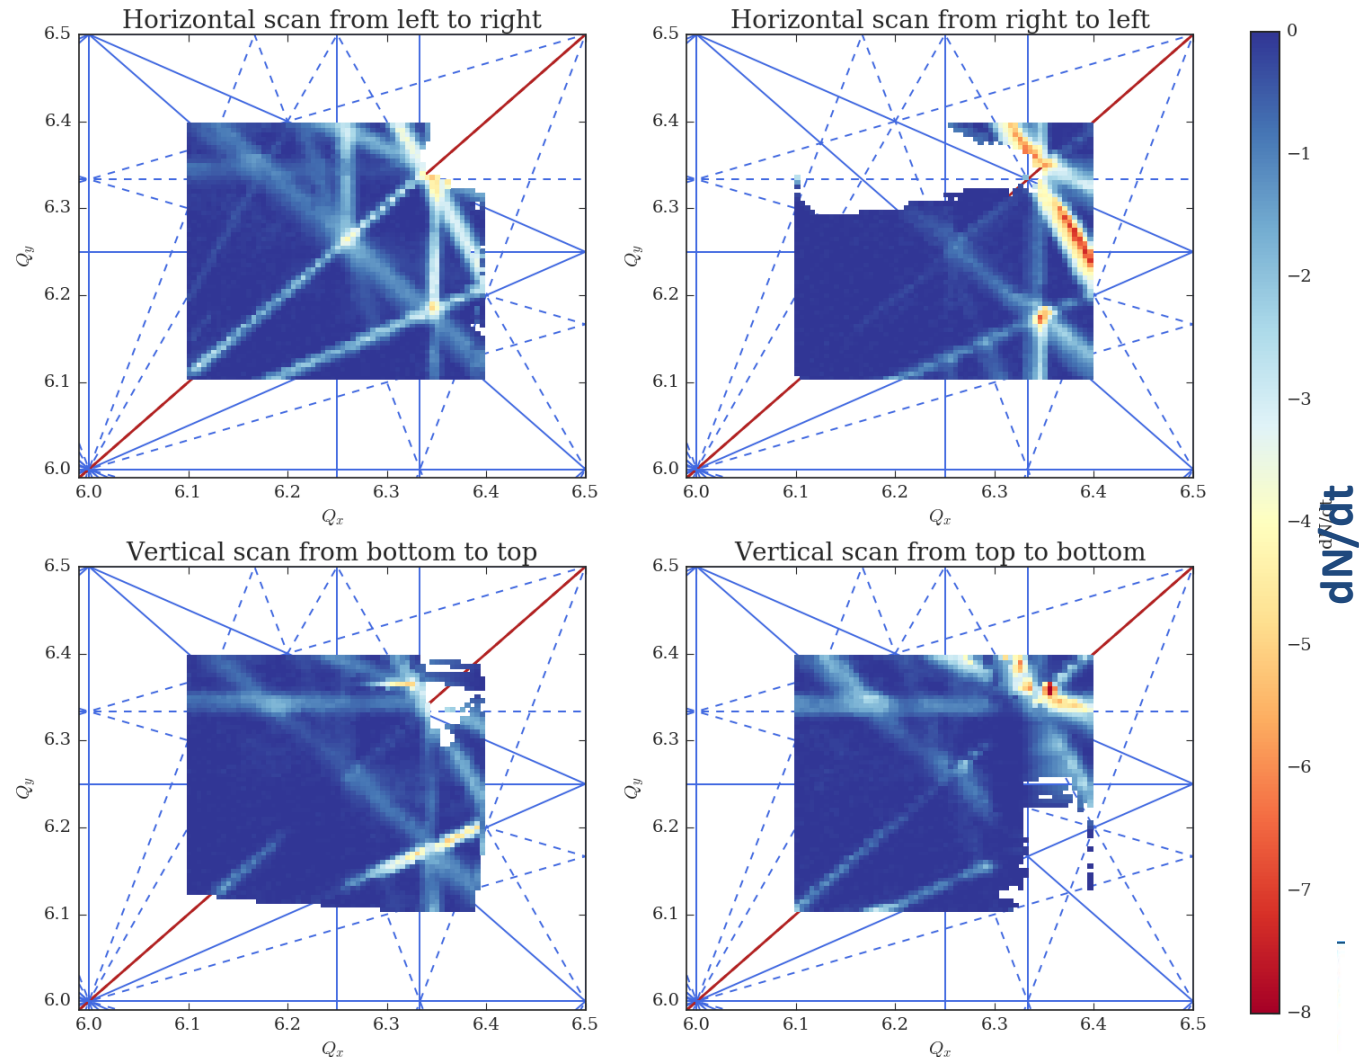 Horizontal scan from left to right
6.5
6.4
6.3
6.2
6.1
6.0
Qy
6.0 6.1 6.2 6.3 6.4 6.5
Qx
Horizontal scan from right to left
6.5
6.4
6.3
6.2
6.1
6.0
Qy
6.0 6.1 6.2 6.3 6.4 6.5
Qx
Vertical scan from bottom to top
6.5
6.4
6.3
6.2
6.1
6.0
Qy
6.0 6.1 6.2 6.3 6.4 6.5
Qx
Vertical scan from top to bottom
6.5
6.4
6.3
6.2
6.1
6.0
Qy
6.0 6.1 6.2 6.3 6.4 6.5
Qx
0
−1
−2
−3
−4
−5
−6
−7
−8
dN/dt
dN/dt